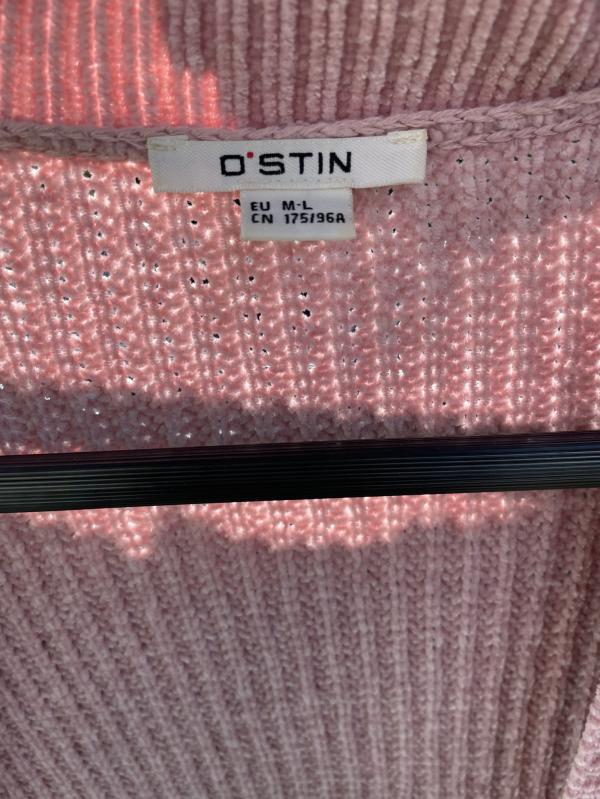 O'STIN
EU M-L
CN 175/96A